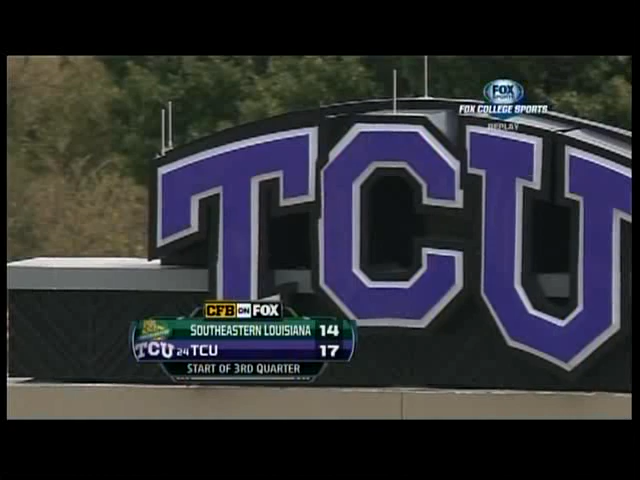 FOX
SPORTS
FOX COLLEGE SPORTS
REPLAY
TCU
CFB ON FOX
SOUTHEASTERN LOUISIANA 14
TCU 24 TCU 17
START OF 3RD QUARTER